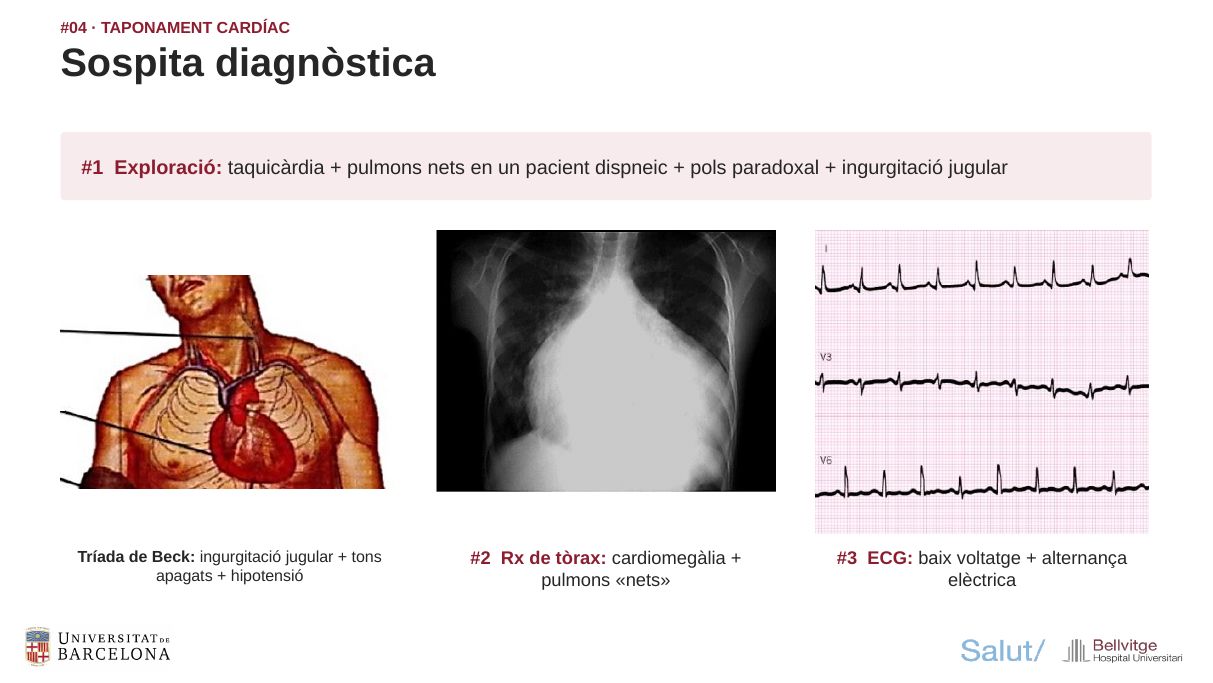 #04 · TAPONAMENT CARDÍAC
Sospita diagnòstica
#1 Exploració: taquicàrdia + pulmons nets en un pacient dispneic + pols paradoxal + ingurgitació jugular
I
V3
V6
Tríada de Beck: ingurgitació jugular + tons
apagats + hipotensió
#2 Rx de tòrax: cardiomegàlia +
pulmons «nets»
#3 ECG: baix voltatge + alternança
elèctrica
UNIVERSITAT DE
BARCELONA
Salut/
Bellvitge
Hospital Universitari